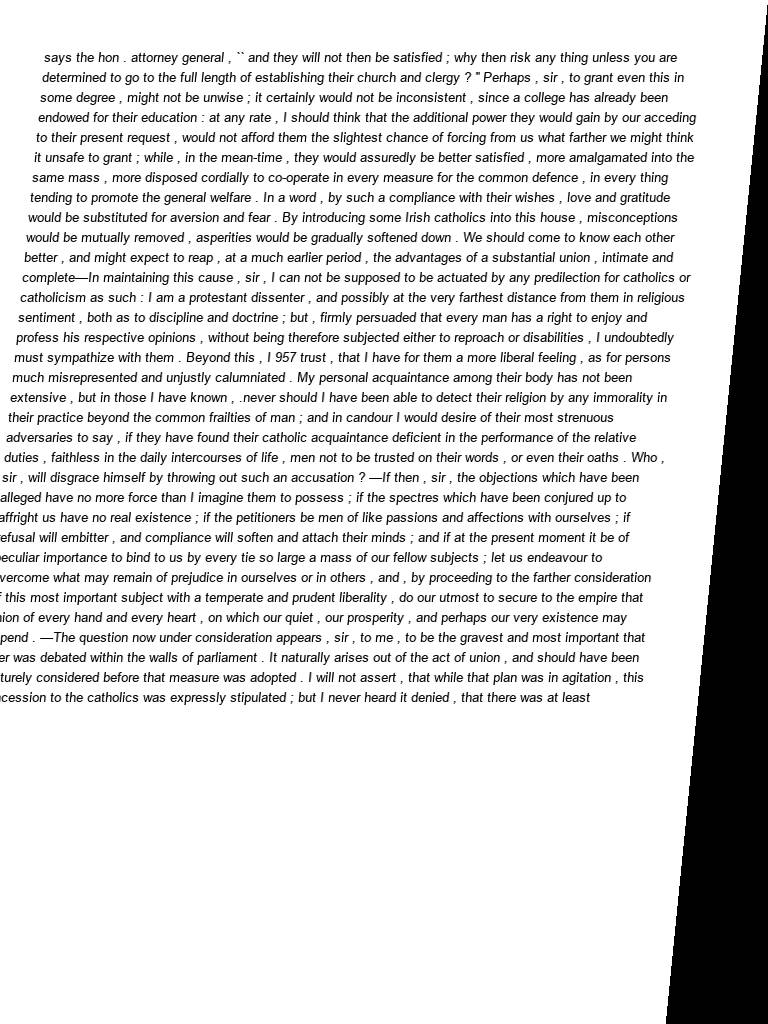 says the hon . attorney general , `` and they will not then be satisfied ; why then risk any thing unless you are
determined to go to the full length of establishing their church and clergy ? " Perhaps , sir , to grant even this in
some degree , might not be unwise ; it certainly would not be inconsistent , since a college has already been
endowed for their education : at any rate , I should think that the additional power they would gain by our acceding
to their present request , would not afford them the slightest chance of forcing from us what farther we might think
it unsafe to grant ; while , in the mean-time , they would assuredly be better satisfied , more amalgamated into the
same mass , more disposed cordially to co-operate in every measure for the common defence , in every thing
tending to promote the general welfare . In a word , by such a compliance with their wishes , love and gratitude
would be substituted for aversion and fear . By introducing some Irish catholics into this house , misconceptions
would be mutually removed , asperities would be gradually softened down . We should come to know each other
better , and might expect to reap , at a much earlier period , the advantages of a substantial union , intimate and
complete—In maintaining this cause , sir , I can not be supposed to be actuated by any predilection for catholics or
catholicism as such : I am a protestant dissenter , and possibly at the very farthest distance from them in religious
sentiment , both as to discipline and doctrine ; but , firmly persuaded that every man has a right to enjoy and
profess his respective opinions , without being therefore subjected either to reproach or disabilities , I undoubtedly
must sympathize with them . Beyond this , I 957 trust , that I have for them a more liberal feeling , as for persons
much misrepresented and unjustly calumniated . My personal acquaintance among their body has not been
extensive , but in those I have known , .never should I have been able to detect their religion by any immorality in
their practice beyond the common frailties of man ; and in candour I would desire of their most strenuous
adversaries to say , if they have found their catholic acquaintance deficient in the performance of the relative
duties , faithless in the daily intercourses of life , men not to be trusted on their words , or even their oaths . Who ,
sir , will disgrace himself by throwing out such an accusation ? —If then , sir , the objections which have been
alleged have no more force than I imagine them to possess ; if the spectres which have been conjured up to
affright us have no real existence ; if the petitioners be men of like passions and affections with ourselves ; if
refusal will embitter , and compliance will soften and attach their minds ; and if at the present moment it be of
peculiar importance to bind to us by every tie so large a mass of our fellow subjects ; let us endeavour to
vercome what may remain of prejudice in ourselves or in others , and , by proceeding to the farther consideration
f this most important subject with a temperate and prudent liberality , do our utmost to secure to the empire that
nion of every hand and every heart , on which our quiet , our prosperity , and perhaps our very existence may
pend . —The question now under consideration appears , sir , to me , to be the gravest and most important that
er was debated within the walls of parliament . It naturally arises out of the act of union , and should have been
turely considered before that measure was adopted . I will not assert , that while that plan was in agitation , this
ncession to the catholics was expressly stipulated ; but I never heard it denied , that there was at least